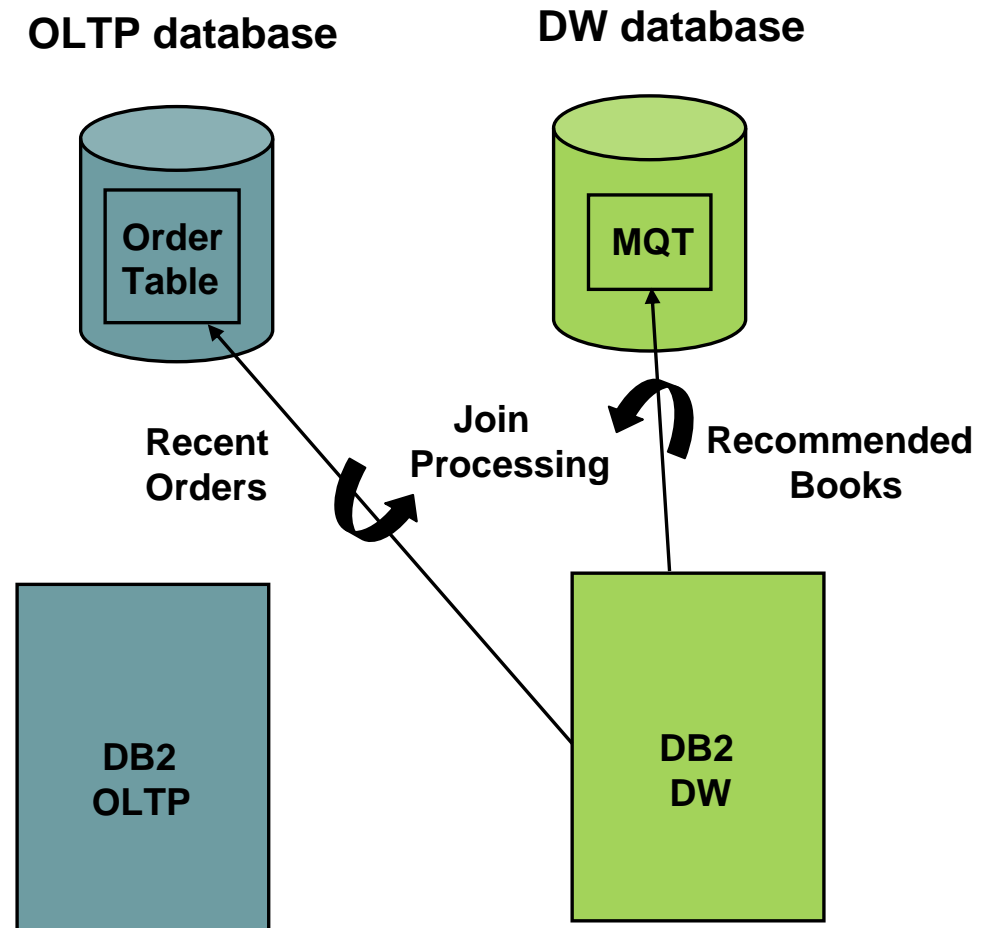 OLTP database
DW database
Order
Table
MQT
Recent
Orders
Join
Processing
Recommended
Books
DB2
OLTP
DB2
DW